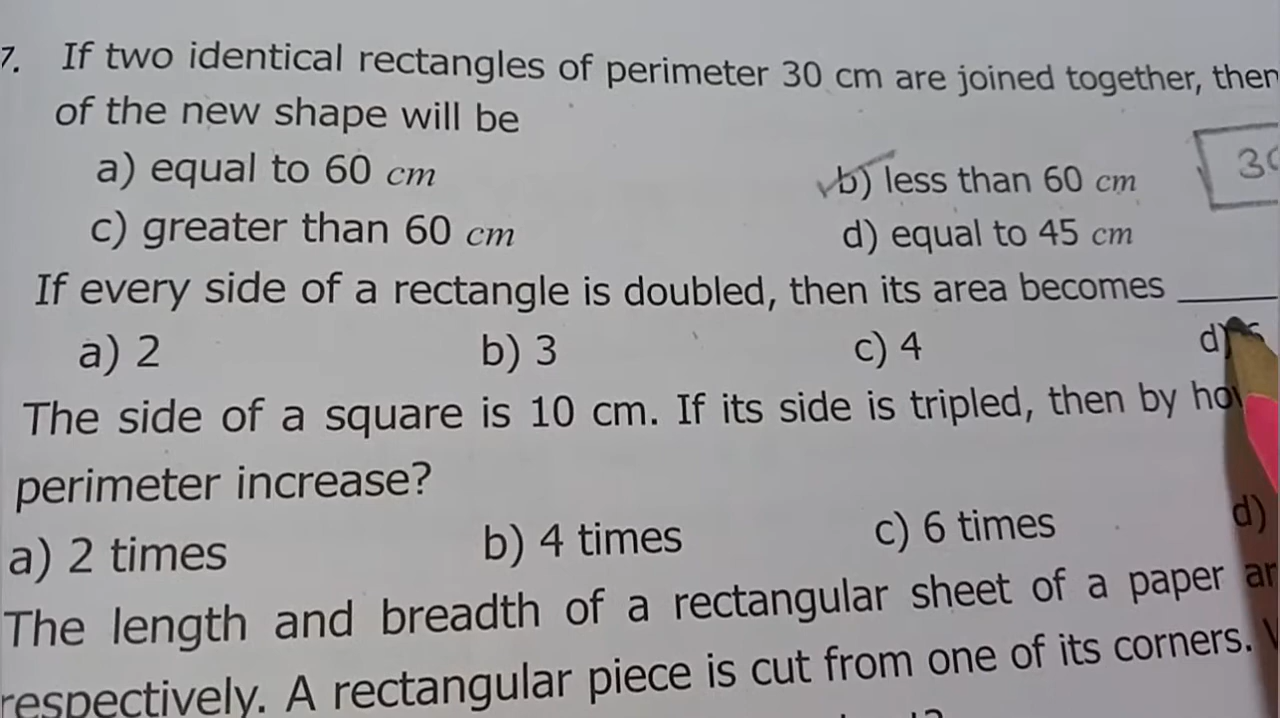 7. If two identical rectangles of perimeter 30 cm are joined together, then
of the new shape will be
a) equal to 60 cm b) less than 60 cm
c) greater than 60 cm d) equal to 45 cm
If every side of a rectangle is doubled, then its area becomes ____
a) 2 b) 3 c) 4 d)
The side of a square is 10 cm. If its side is tripled, then by
perimeter increase?
a) 2 times b) 4 times c) 6 times d)
The length and breadth of a rectangular sheet of a paper
respectively. A rectangular piece is cut from one of its corners.